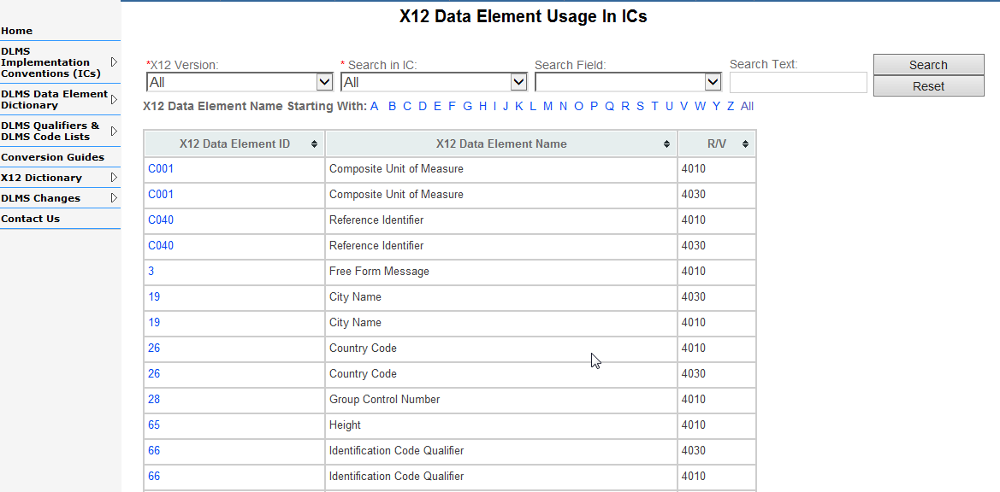 X12 Data Element Usage In ICs
Home
DLMS
Implementation
Conventions (ICs)
DLMS Data Element
Dictionary
DLMS Qualifiers &
DLMS Code Lists
Conversion Guides
X12 Dictionary
DLMS Changes
Contact Us
*X12 Version: * Search in IC: Search Field: Search Text:
All All Search
Reset
X12 Data Element Name Starting With: A B C D E F G H I J K L M N O P Q R S T U V W Y Z All
X12 Data Element ID X12 Data Element Name R/V
C001 Composite Unit of Measure 4010
C001 Composite Unit of Measure 4030
C040 Reference Identifier 4010
C040 Reference Identifier 4030
3 Free Form Message 4010
19 City Name 4030
19 City Name 4010
26 Country Code 4010
26 Country Code 4030
28 Group Control Number 4010
65 Height 4010
66 Identification Code Qualifier 4030
66 Identification Code Qualifier 4010